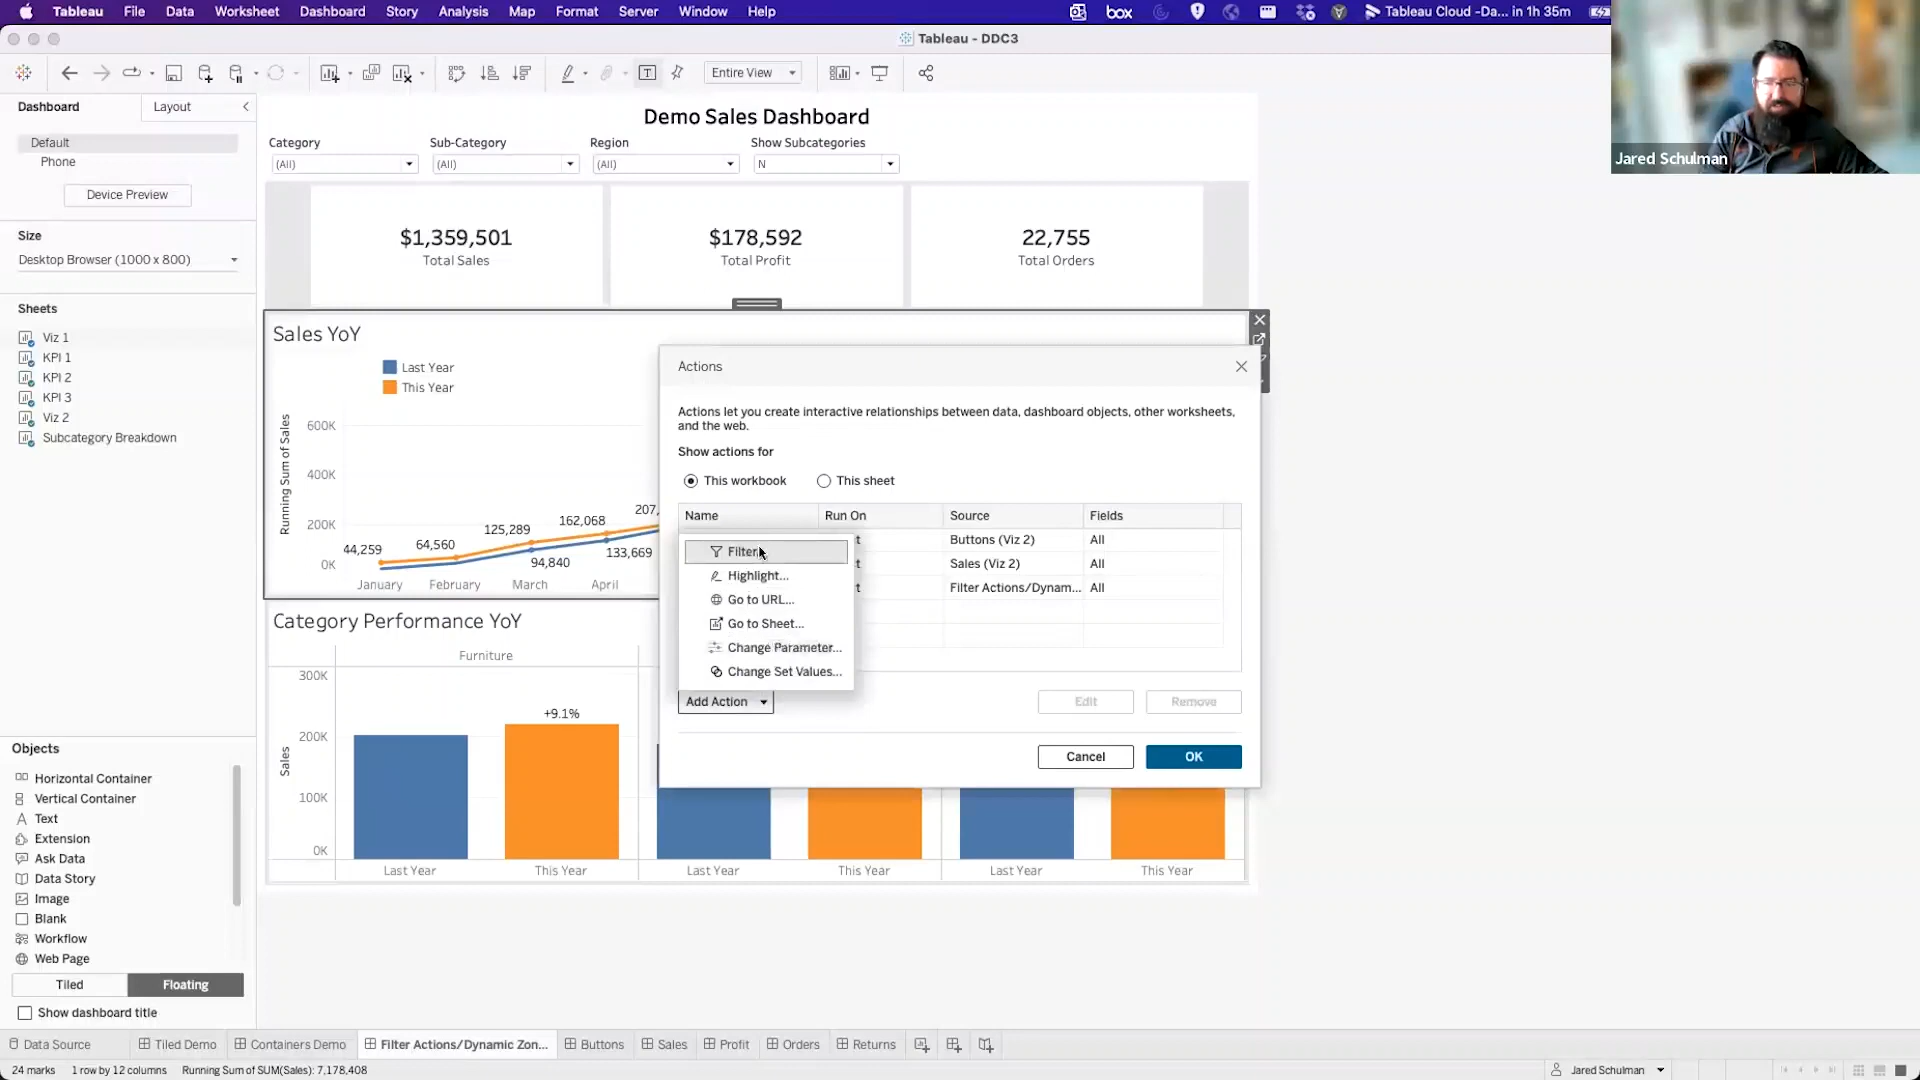 Tableau File Data Worksheet Dashboard Story Analysis Map Format Server Window Help
box
Tableau Cloud -Da... in 1h 35m
Tableau - DDC3
Entire View
Jared Schulman
Dashboard
Layout
Default
Phone
Device Preview
Size
Desktop Browser (1000 x 800)
Sheets
Viz 1
KPI 1
KPI 2
KPI 3
Viz 2
Subcategory Breakdown
Objects
Horizontal Container
Vertical Container
Text
Extension
Ask Data
Data Story
Image
Blank
Workflow
Web Page
Tiled
Floating
Show dashboard title
Demo Sales Dashboard
Category Sub-Category Region Show Subcategories
(All) (All) (All) N
$1,359,501 $178,592 22,755
Total Sales Total Profit Total Orders
Sales YoY
Last Year
This Year
Running Sum of Sales
600K
400K
200K
0K
44,259
64,560
125,289
162,068
207,
94,840
133,669
January February March April
Category Performance YoY
Furniture
Sales
300K
200K
100K
0K
+9.1%
Last Year This Year Last Year This Year Last Year This Year
Actions
Actions let you create interactive relationships between data, dashboard objects, other worksheets,
and the web.
Show actions for
This workbook This sheet
Name Run On Source Fields
t Buttons (Viz 2) All
t Sales (Viz 2) All
t Filter Actions/Dynam... All
Filter
Highlight...
Go to URL...
Go to Sheet...
Change Parameter...
Change Set Values...
Add Action
Edit
Remove
Cancel
OK
Data Source Tiled Demo Containers Demo Filter Actions/Dynamic Zon... Buttons Sales Profit Orders Returns
24 marks 1 row by 12 columns Running Sum of SUM(Sales): 7,178,408
Jared Schulman